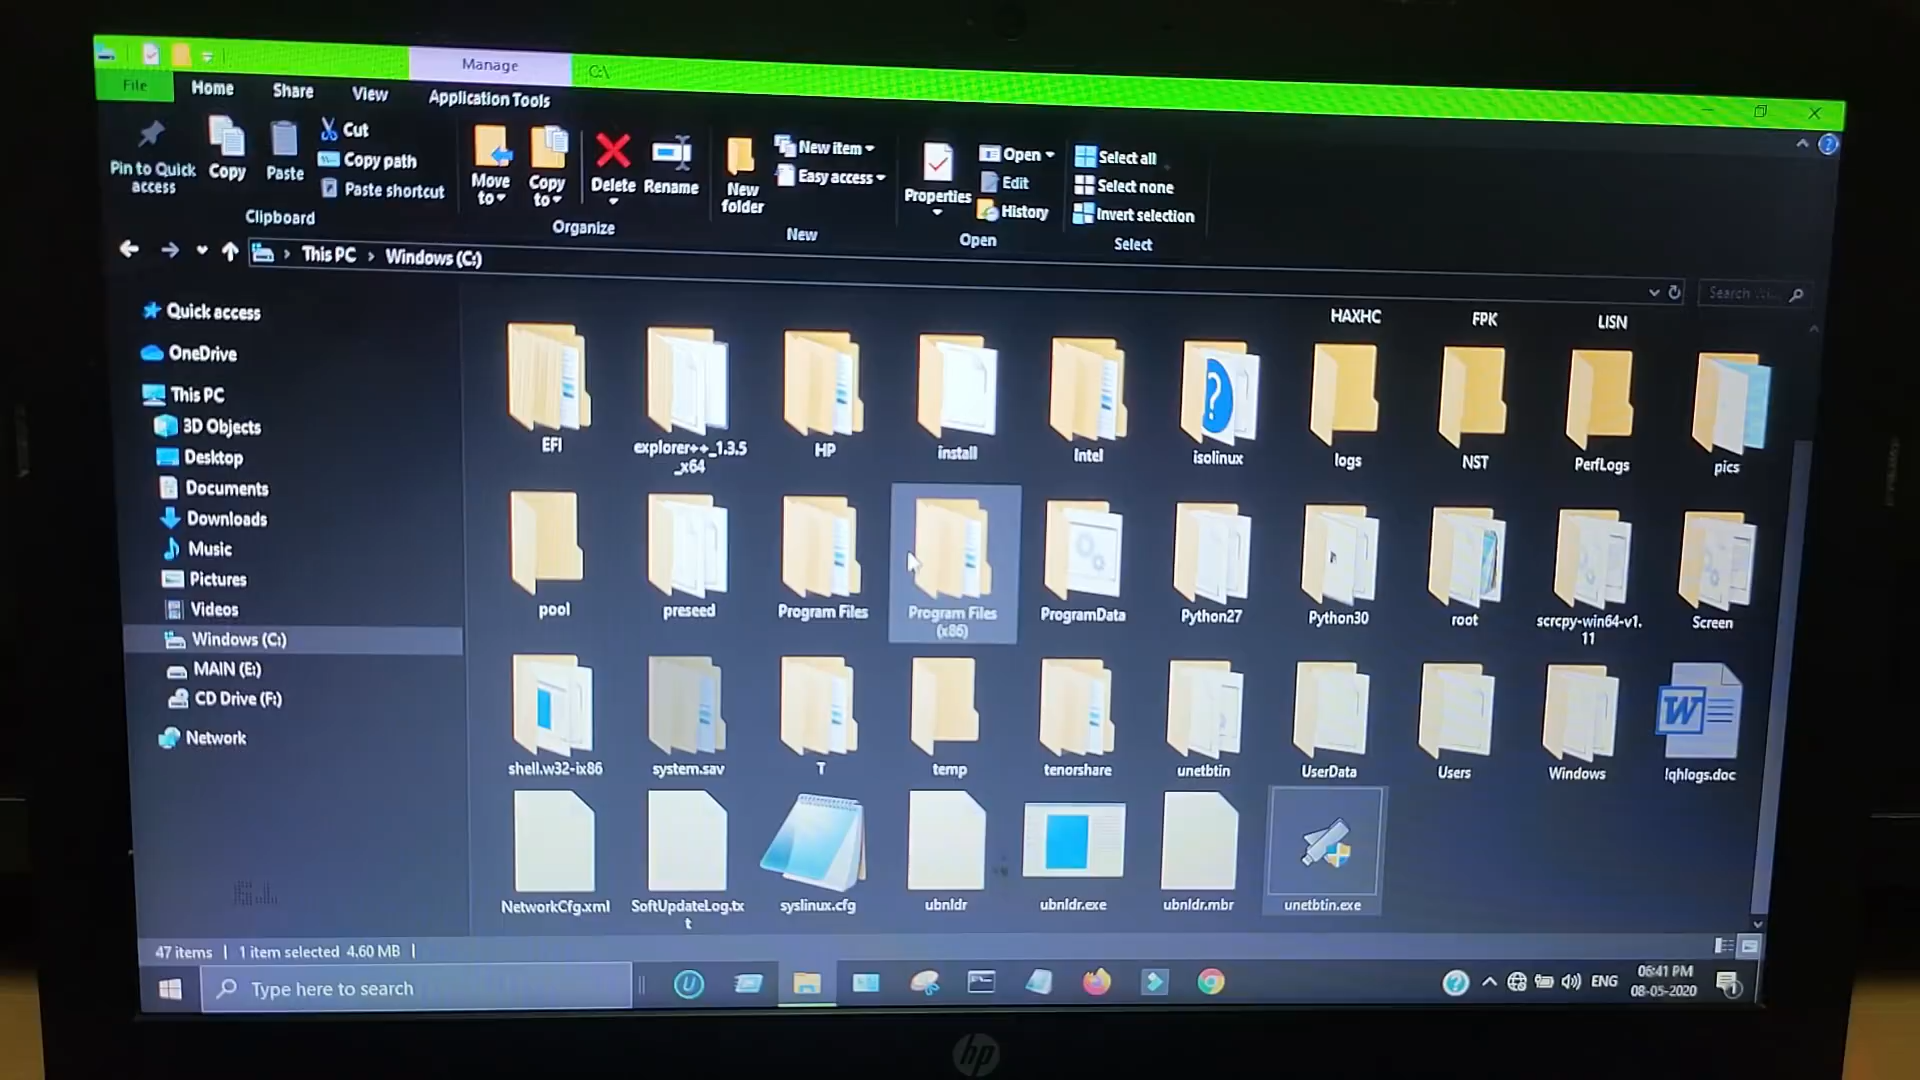 Manage
C:\
File
Home
Share
View
Application Tools
Pin to Quick
access
Copy
Paste
Cut
Copy path
Paste shortcut
Clipboard
Move
to
Copy
to
Delete
Rename
Organize
New
folder
New item
Easy access
New
Properties
Open
Edit
History
Open
Select all
Select none
Invert selection
Select
This PC
Windows (C:)
Search
Quick access
OneDrive
This PC
3D Objects
Desktop
Documents
Downloads
Music
Pictures
Videos
Windows (C:)
MAIN (E:)
CD Drive (F:)
Network
HAXHC
FPK
LISN
EFI
explorer++_1.3.5
_x64
HP
install
Intel
isolinux
logs
NST
PerfLogs
pics
pool
preseed
Program Files
Program Files
(x86)
ProgramData
Python27
Python30
root
scrcpy-win64-v1.
11
Screen
shell.w32-ix86
system.sav
T
temp
tenorshare
unetbtin
UserData
Users
Windows
!qhlogs.doc
NetworkCfg.xml
SoftUpdateLog.tx
t
syslinux.cfg
ubnldr
ubnldr.exe
ubnldr.mbr
unetbtin.exe
47 items
1 item selected 4.60 MB
Type here to search
ENG
06:41 PM
08-05-2020
1
hp